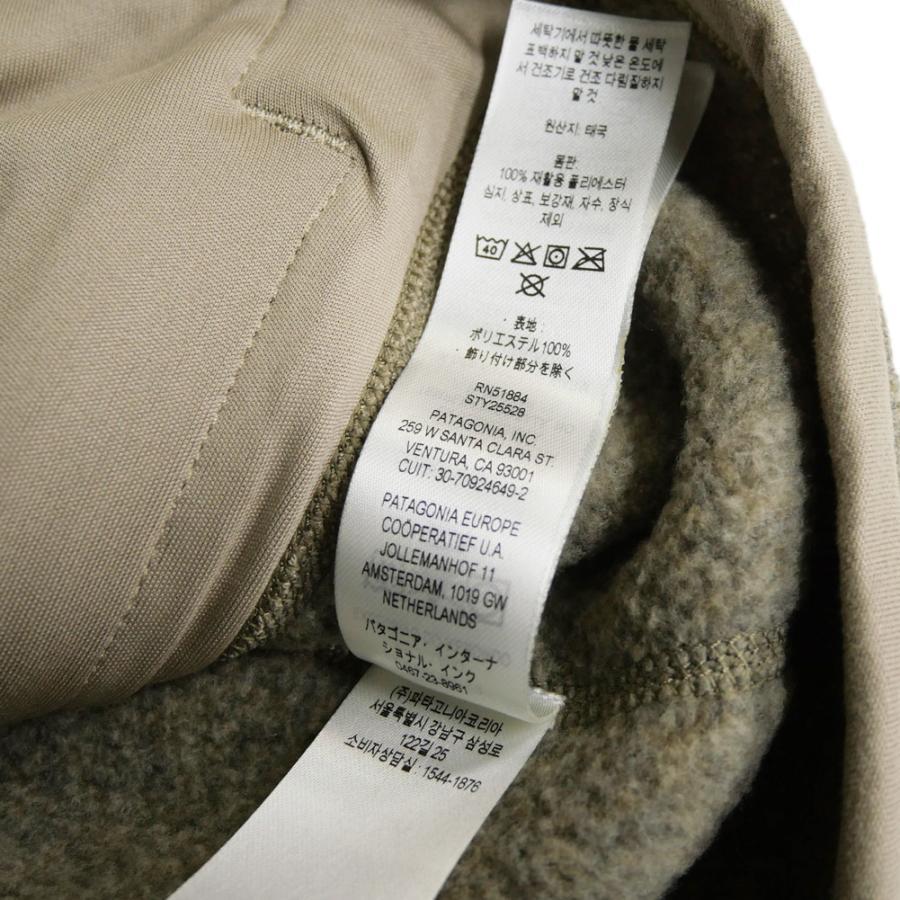 세탁기에서 따뜻한 물 세탁
표백하지 말 것 낮은 온도에
서 건조기로 건조 다림질하지
말 것
원산지: 태국
몸판:
100% 재활용 폴리에스터
심지, 상표, 보강재, 자수, 장식
제외
40
・表地:
ポリエステル100%
・飾り付け部分を除く
RN51884
STY25528
PATAGONIA, INC.
259 W SANTA CLARA ST.
VENTURA, CA 93001
CUIT: 30-70924649-2
PATAGONIA EUROPE
COÖPERATIEF U.A.
JOLLEMANHOF 11
AMSTERDAM, 1019 GW
NETHERLANDS
パタゴニア・インターナ
ショナル・インク
0467-23-8961
(주)파타고니아코리아
서울특별시 강남구 삼성로
122길 25
소비자상담실 : 1544-1876